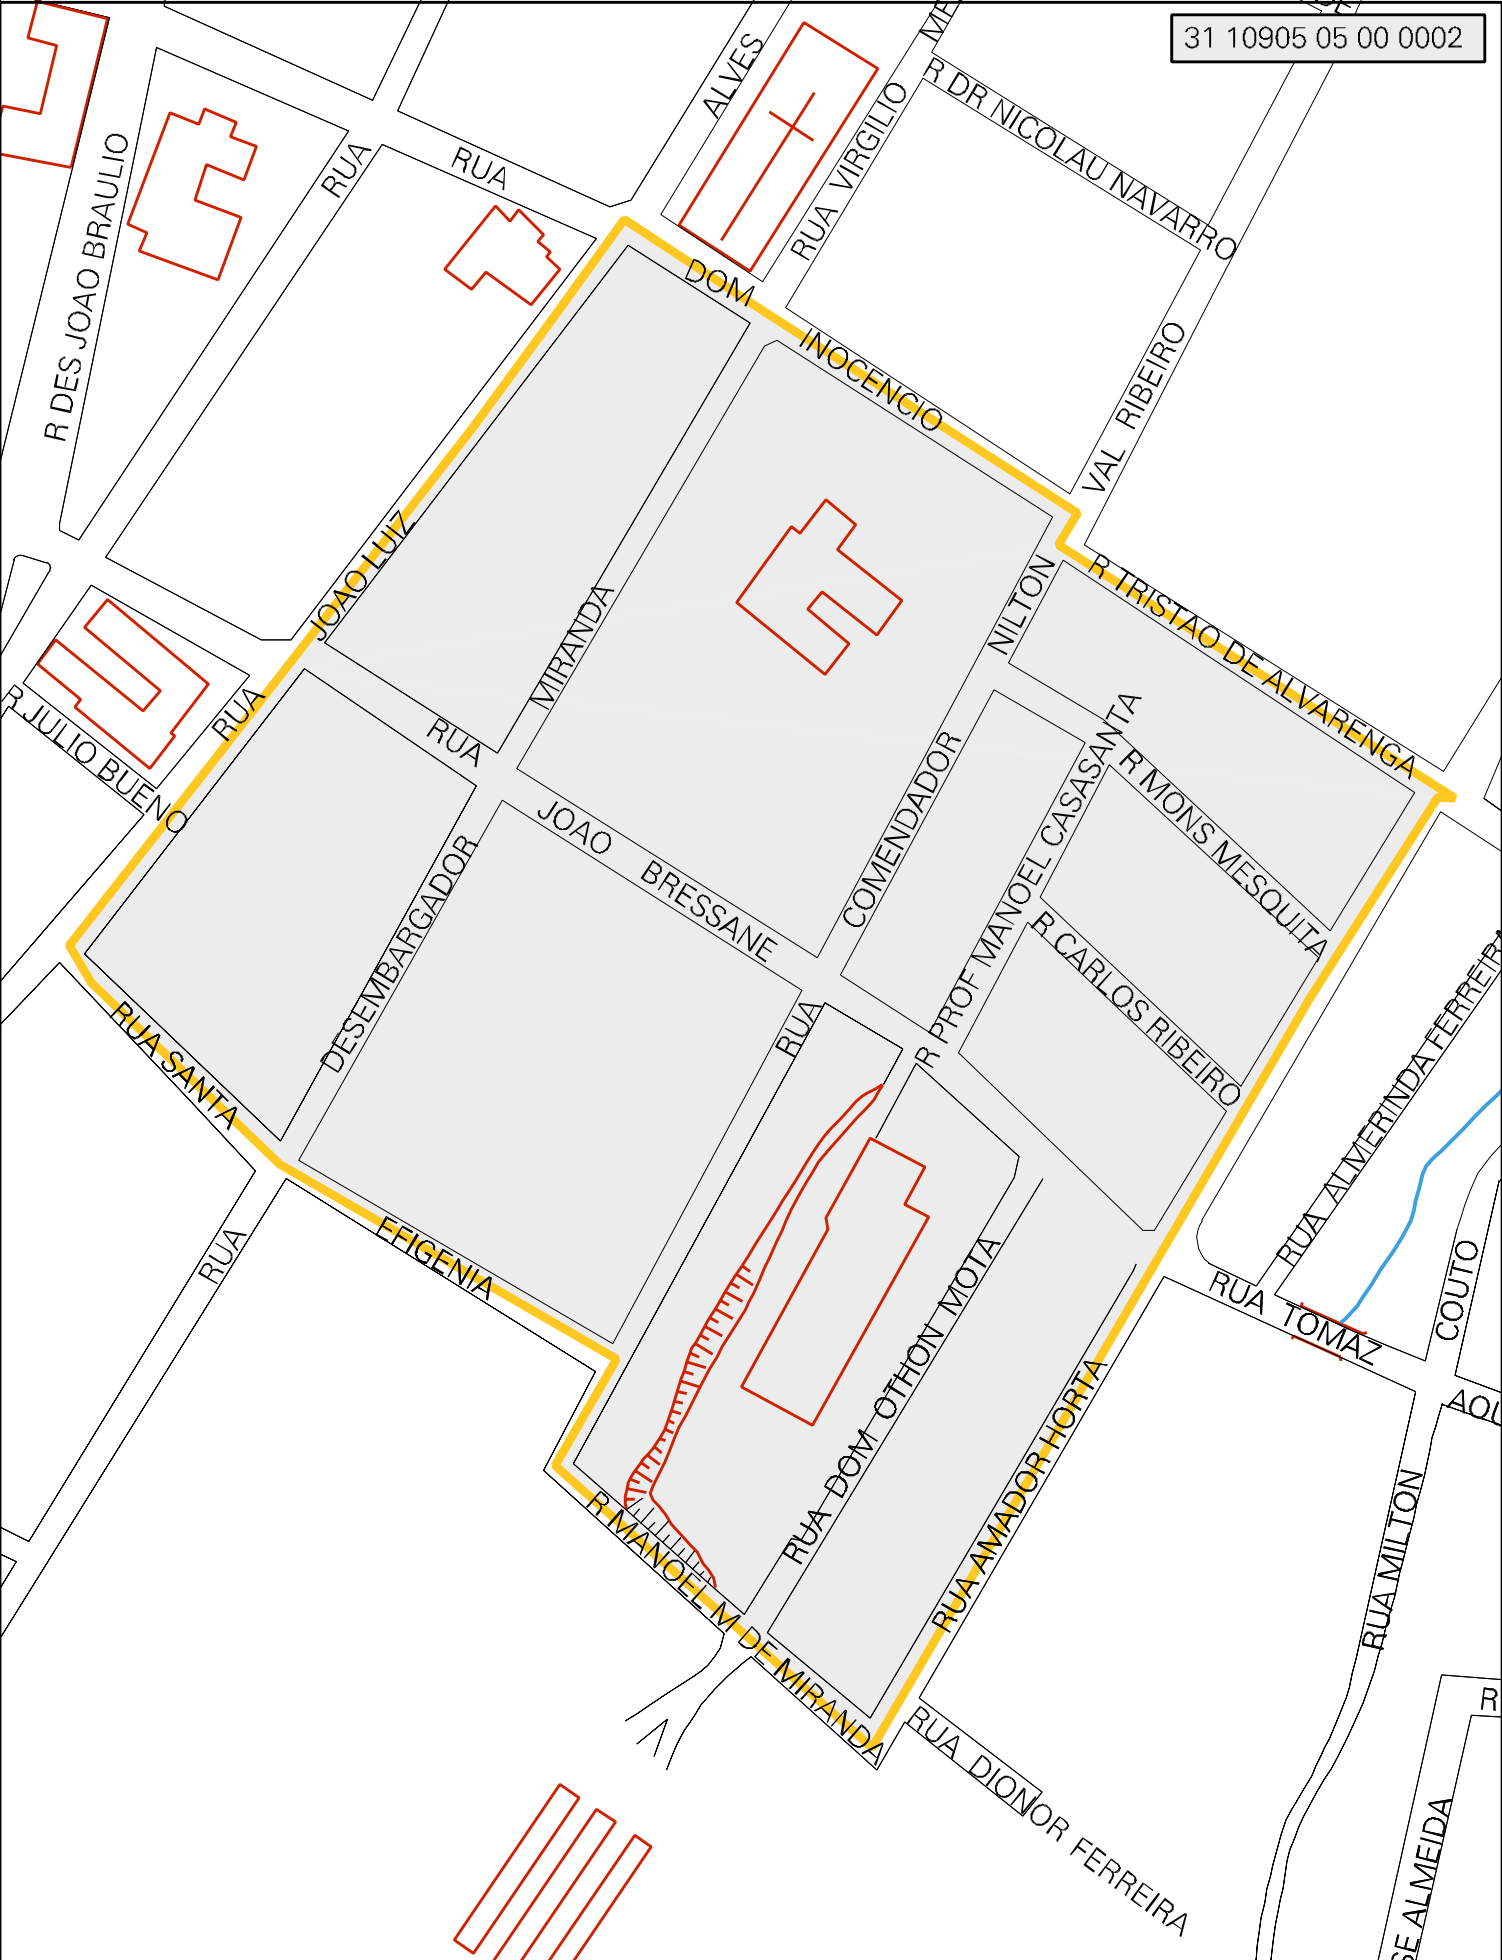 31 10905 05 00 0002
ALVES
R DR NICOLAU NAVARRO
RUA VIRGILIO
R DES JOAO BRAULIO
RUA
RUA
DOM
INOCENCIO
VAL RIBEIRO
JOAO LUIZ
RUA
R JULIO BUENO
MIRANDA
RUA
NILTON
R TRISTAO DE ALVARENGA
R MONS MESQUITA
R PROF MANOEL CASASANTA
COMENDADOR
JOAO BRESSANE
DESEMBARGADOR
R CARLOS RIBEIRO
RUA
RUA SANTA
EFIGENIA
RUA
RUA ALMERINDA FERREIRA
COUTO
RUA TOMAZ
RUA DOM OTHON MOTA
RUA AMADOR HORTA
R MANOEL M DE MIRANDA
RUA MILTON
R
RUA DIONOR FERREIRA
ALMEIDA